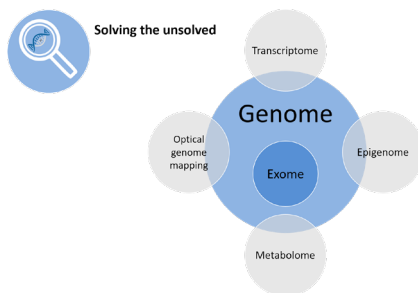 Solving the unsolved
Transcriptome
Genome
Optical
genome
mapping
Epigenome
Exome
Metabolome